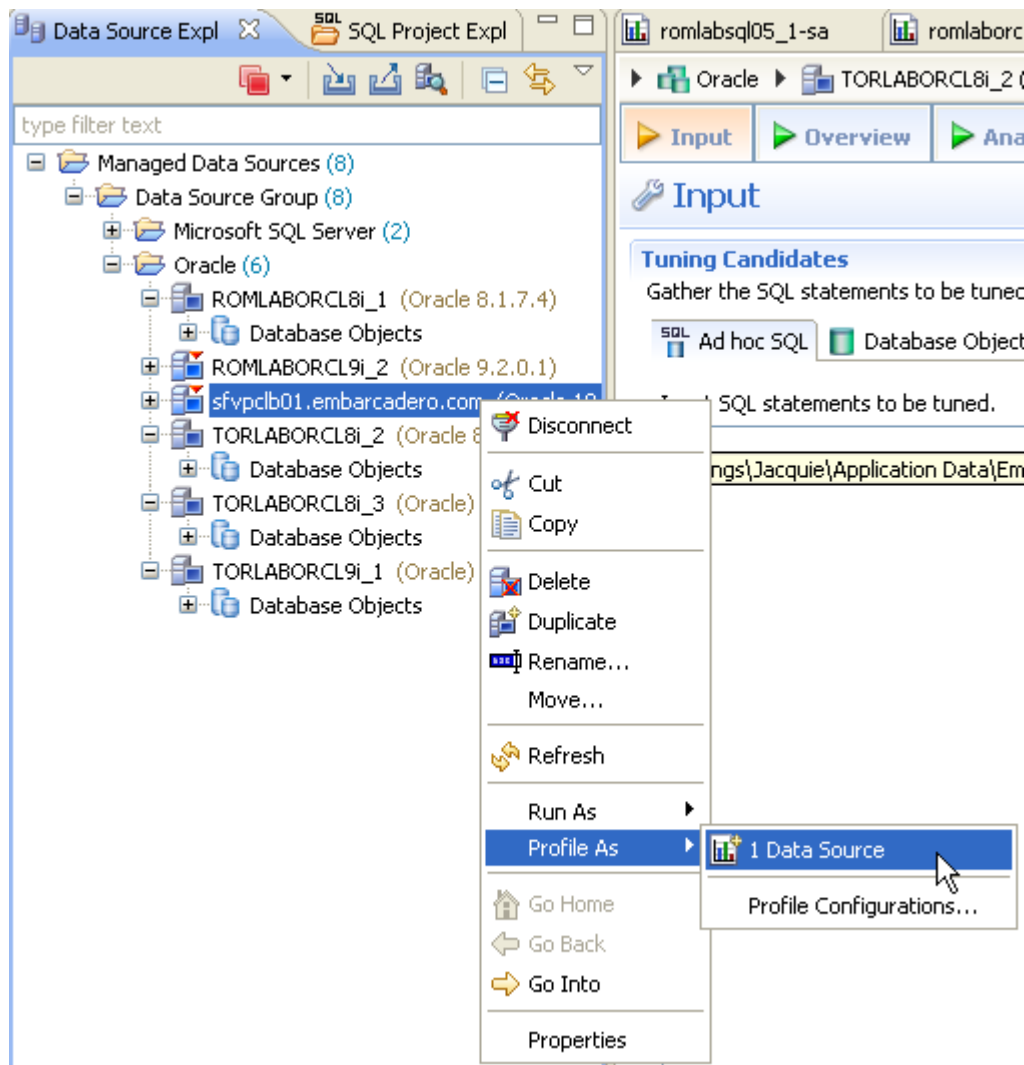 Data Source Expl
SQL Project Expl
type filter text
Managed Data Sources (8)
Data Source Group (8)
Microsoft SQL Server (2)
Oracle (6)
ROMLABORCL8i_1 (Oracle 8.1.7.4)
Database Objects
ROMLABORCL9i_2 (Oracle 9.2.0.1)
sfvpclb01.embarcadero.com (Oracle 10
TORLABORCL8i_2 (Oracle 8
Database Objects
TORLABORCL8i_3 (Oracle)
Database Objects
TORLABORCL9i_1 (Oracle)
Database Objects
Disconnect
Cut
Copy
Delete
Duplicate
Rename...
Move...
Refresh
Run As
Profile As
Go Home
Go Back
Go Into
Properties
1 Data Source
Profile Configurations...
romlabsql05_1-sa
romlaborc
Oracle
TORLABORCL8i_2 (
Input
Overview
Ana
Input
Tuning Candidates
Gather the SQL statements to be tuned
SQL Ad hoc SQL
Database Object
SQL statements to be tuned.
ngs\Jacquie\Application Data\Em